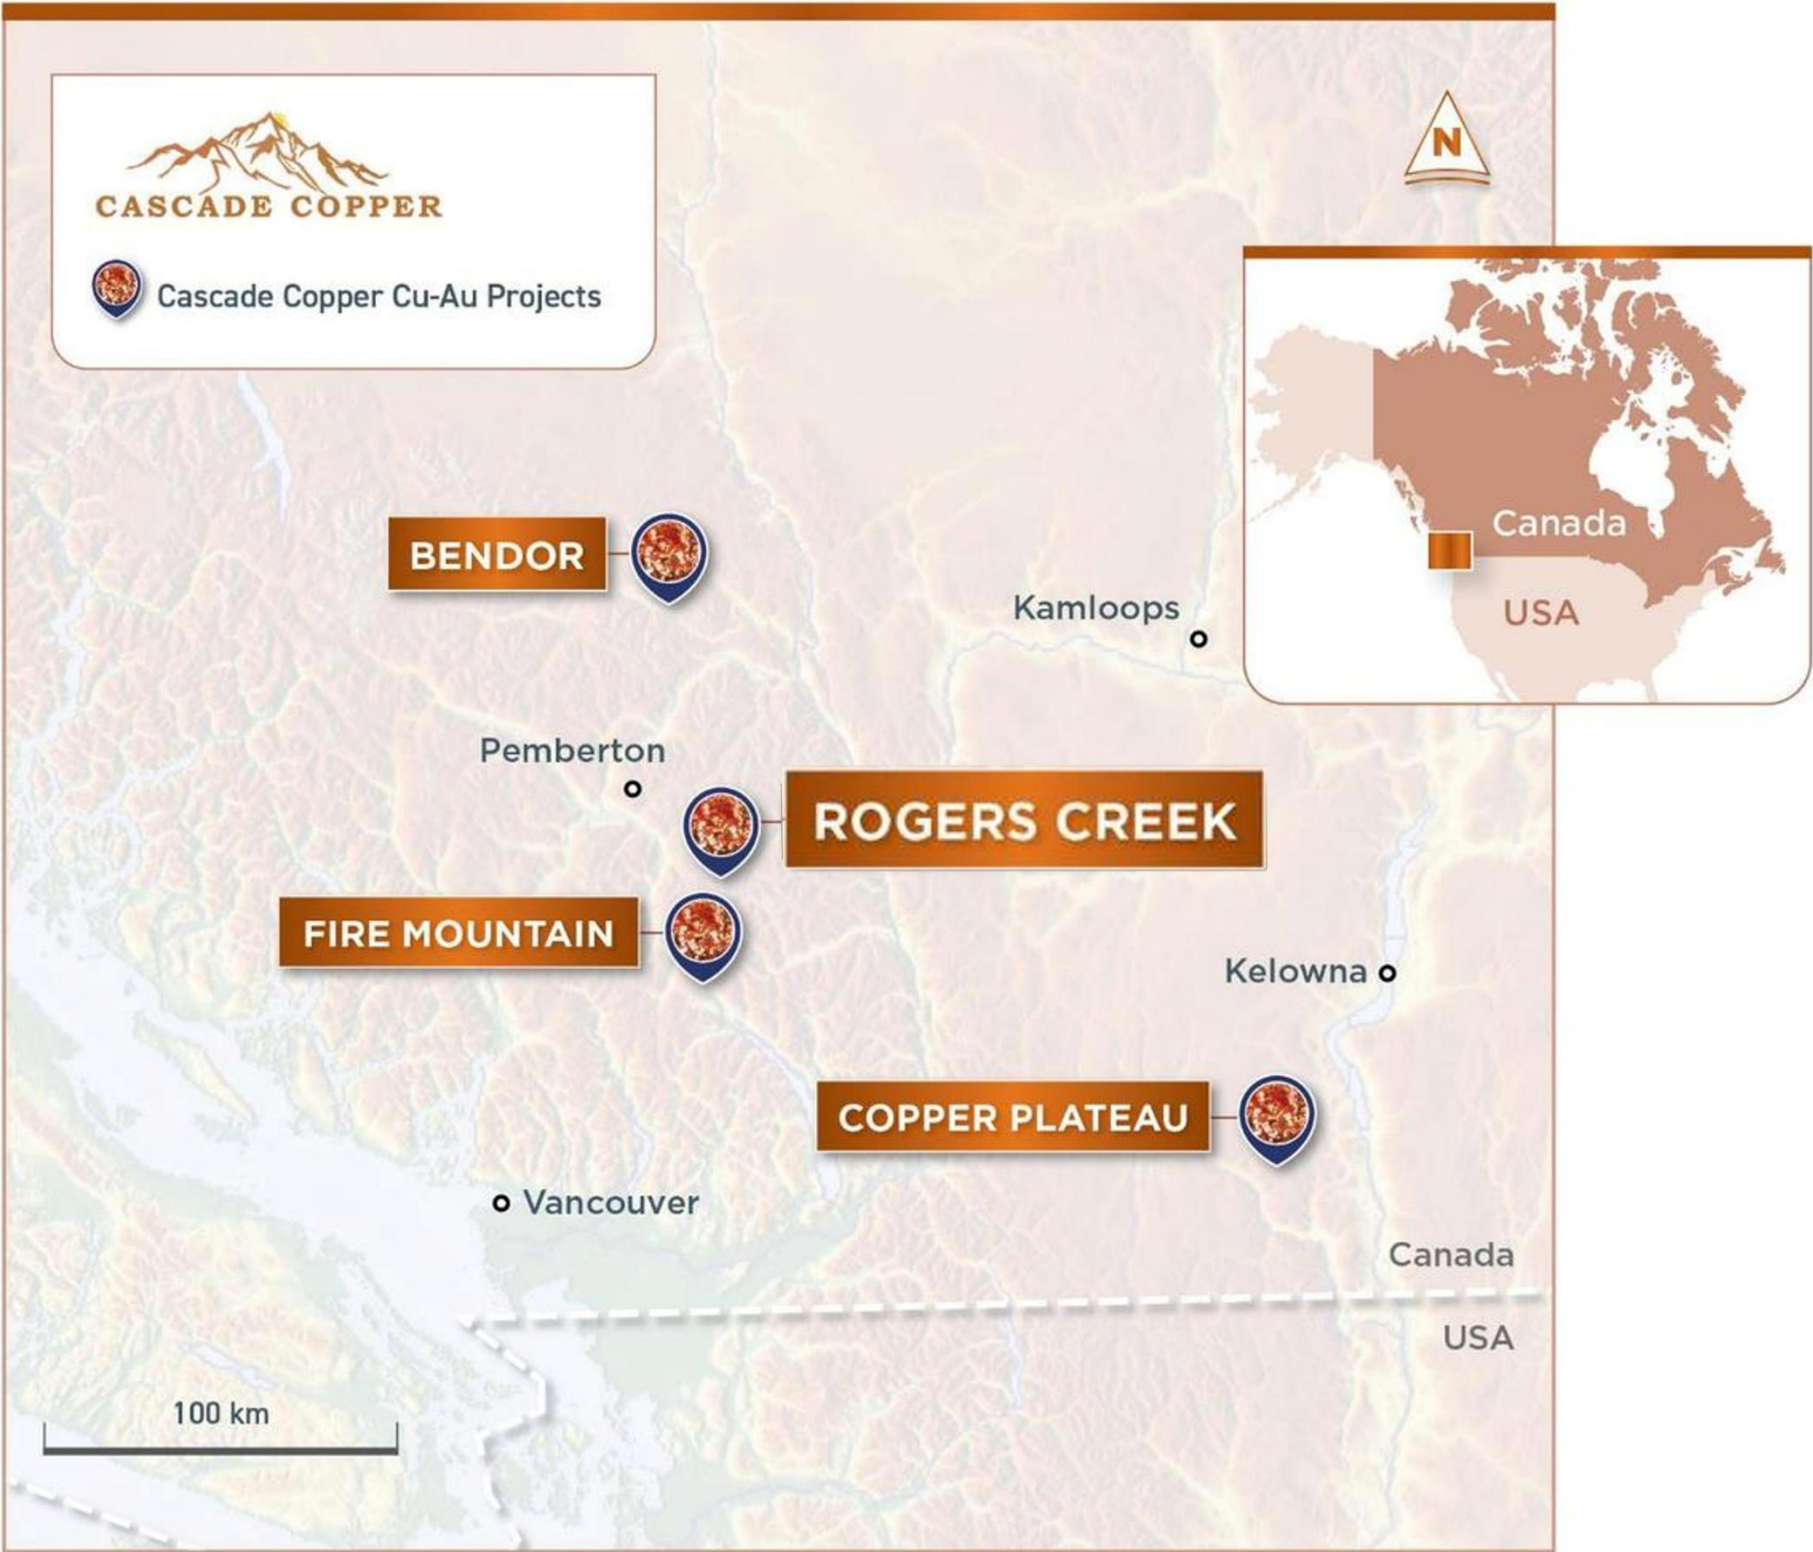 CASCADE COPPER
Cascade Copper Cu-Au Projects
N
Canada
USA
BENDOR
Kamloops
Pemberton
ROGERS CREEK
FIRE MOUNTAIN
Kelowna
COPPER PLATEAU
Vancouver
Canada
USA
100 km